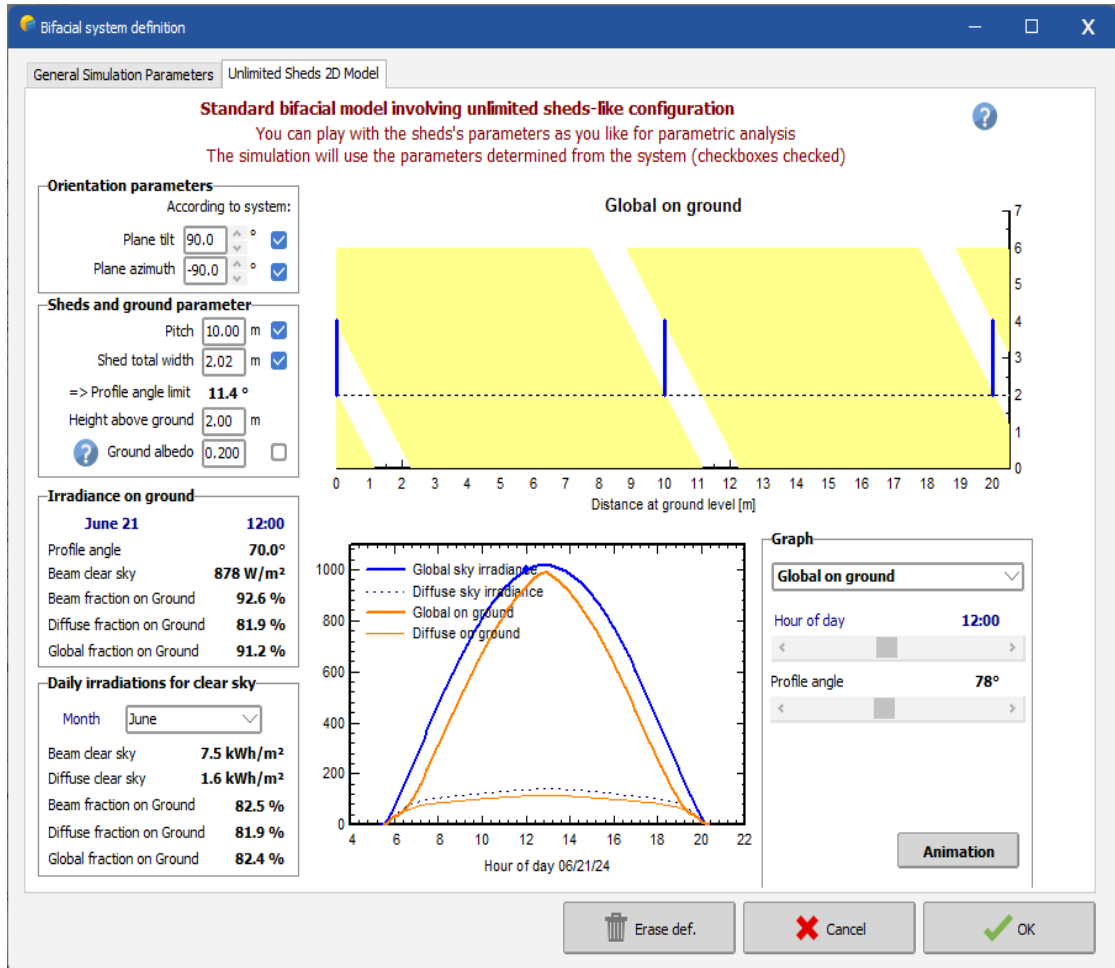 Bifacial system definition
General Simulation Parameters
Unlimited Sheds 2D Model
Standard bifacial model involving unlimited sheds-like configuration
You can play with the sheds's parameters as you like for parametric analysis
The simulation will use the parameters determined from the system (checkboxes checked)
?
Orientation parameters
According to system:
Plane tilt 90.0 °
Plane azimuth -90.0 °
Sheds and ground parameter
Pitch 10.00 m
Shed total width 2.02 m
=> Profile angle limit 11.4 °
Height above ground 2.00 m
? Ground albedo 0.200
Irradiance on ground
June 21 12:00
Profile angle 70.0°
Beam clear sky 878 W/m²
Beam fraction on Ground 92.6 %
Diffuse fraction on Ground 81.9 %
Global fraction on Ground 91.2 %
Daily irradiations for clear sky
Month June
Beam clear sky 7.5 kWh/m²
Diffuse clear sky 1.6 kWh/m²
Beam fraction on Ground 82.5 %
Diffuse fraction on Ground 81.9 %
Global fraction on Ground 82.4 %
Global on ground
7
6
5
4
3
2
1
0
0 1 2 3 4 5 6 7 8 9 10 11 12 13 14 15 16 17 18 19 20
Distance at ground level [m]
1000
800
600
400
200
0
Global sky irradiance
Diffuse sky irradiance
Global on ground
Diffuse on ground
4 6 8 10 12 14 16 18 20 22
Hour of day 06/21/24
Graph
Global on ground
Hour of day 12:00
Profile angle 78°
Animation
Erase def.
Cancel
OK